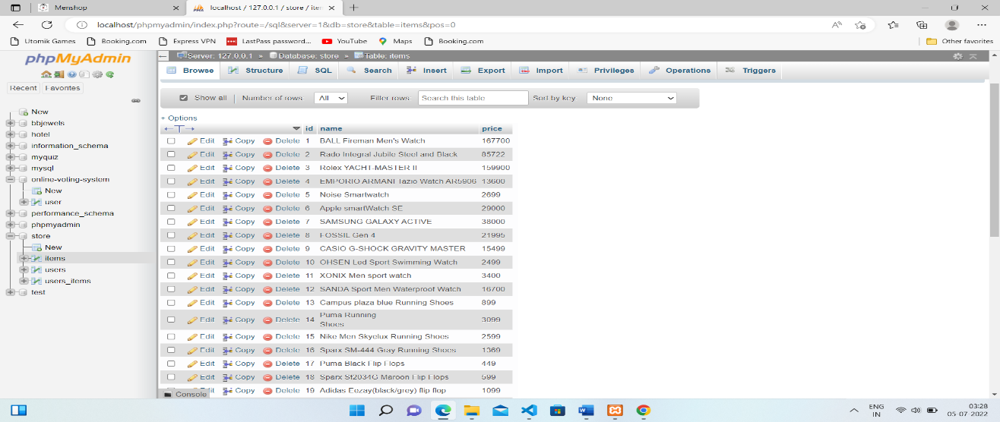 Menshop
localhost / 127.0.0.1 / store / iter
localhost/phpmyadmin/index.php?route=/sql&server=1&db=store&table=items&pos=0
Utomik Games
Booking.com
Express VPN
LastPass password...
YouTube
Maps
Booking.com
Other favorites
phpMyAdmin
Recent Favorites
New
bbjewels
hotel
information_schema
myquiz
mysql
online-voting-system
New
user
performance_schema
phpmyadmin
store
New
items
users
users_items
test
Server: 127.0.0.1 » Database: store » Table: items
Browse Structure SQL Search Insert Export Import Privileges Operations Triggers
Show all Number of rows: All Filter rows: Search this table Sort by key: None
+ Options
id name price
Edit Copy Delete 1 BALL Fireman Men's Watch 167700
Edit Copy Delete 2 Rado Integral Jubile Steel and Black 85722
Edit Copy Delete 3 Rolex YACHT-MASTER II 159900
Edit Copy Delete 4 EMPORIO ARMANI Tazio Watch AR5906 13600
Edit Copy Delete 5 Noise Smartwatch 2699
Edit Copy Delete 6 Apple smartWatch SE 29000
Edit Copy Delete 7 SAMSUNG GALAXY ACTIVE 38000
Edit Copy Delete 8 FOSSIL Gen 4 21995
Edit Copy Delete 9 CASIO G-SHOCK GRAVITY MASTER 15499
Edit Copy Delete 10 OHSEN Led Sport Swimming Watch 2499
Edit Copy Delete 11 XONIX Men sport watch 3400
Edit Copy Delete 12 SANDA Sport Men Waterproof Watch 16700
Edit Copy Delete 13 Campus plaza blue Running Shoes 899
Edit Copy Delete 14 Puma Running
Shoes 3099
Edit Copy Delete 15 Nike Men Skyelux Running Shoes 2599
Edit Copy Delete 16 Sparx SM-444 Gray Running Shoes 1369
Edit Copy Delete 17 Puma Black Flip Flops 449
Edit Copy Delete 18 Sparx Sf2034G Maroon Flip Flops 599
Edit Copy Delete 19 Adidas Eezay(black/grey) flip flop 1099
Console
ENG
IN
03:28
05-07-2022